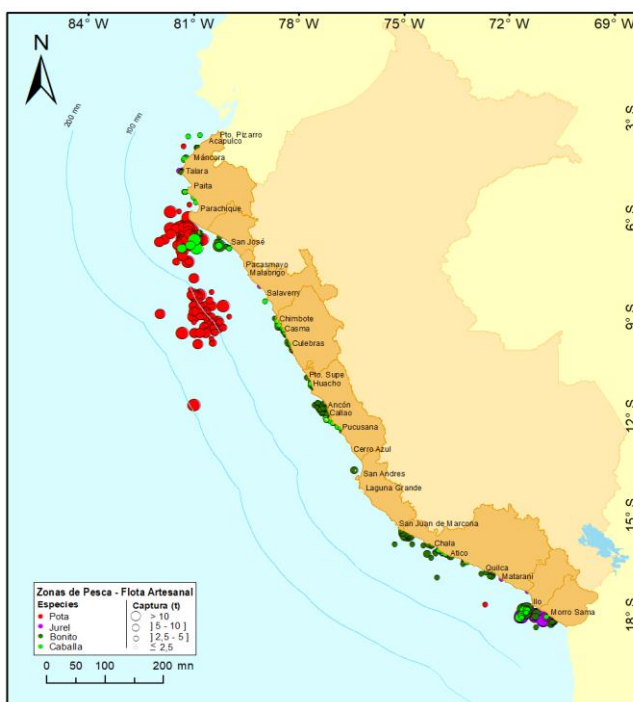 84° W 81° W 78° W 75° W 72° W 69° W
N
200 mn
100 mn
3° S
6° S
9° S
12° S
15° S
18° S
Pto. Pizarro
Acapulco
Máncora
Talara
Paita
Parachique
San José
Pacasmayo
Malabrigo
Salaverry
Chimbote
Casma
Culebras
Pto. Supe
Huacho
Ancón
Callao
Pucusana
Cerro Azul
San Andres
Laguna Grande
San Juan de Marcona
Chala
Atico
Quilca
Matarani
Ilo
Morro Sama
Zonas de Pesca - Flota Artesanal
Especies Captura (t)
Pota > 10
Jurel ] 5 - 10 ]
Bonito ] 2,5 - 5 ]
Caballa ≤ 2,5
0 50 100 200 mn